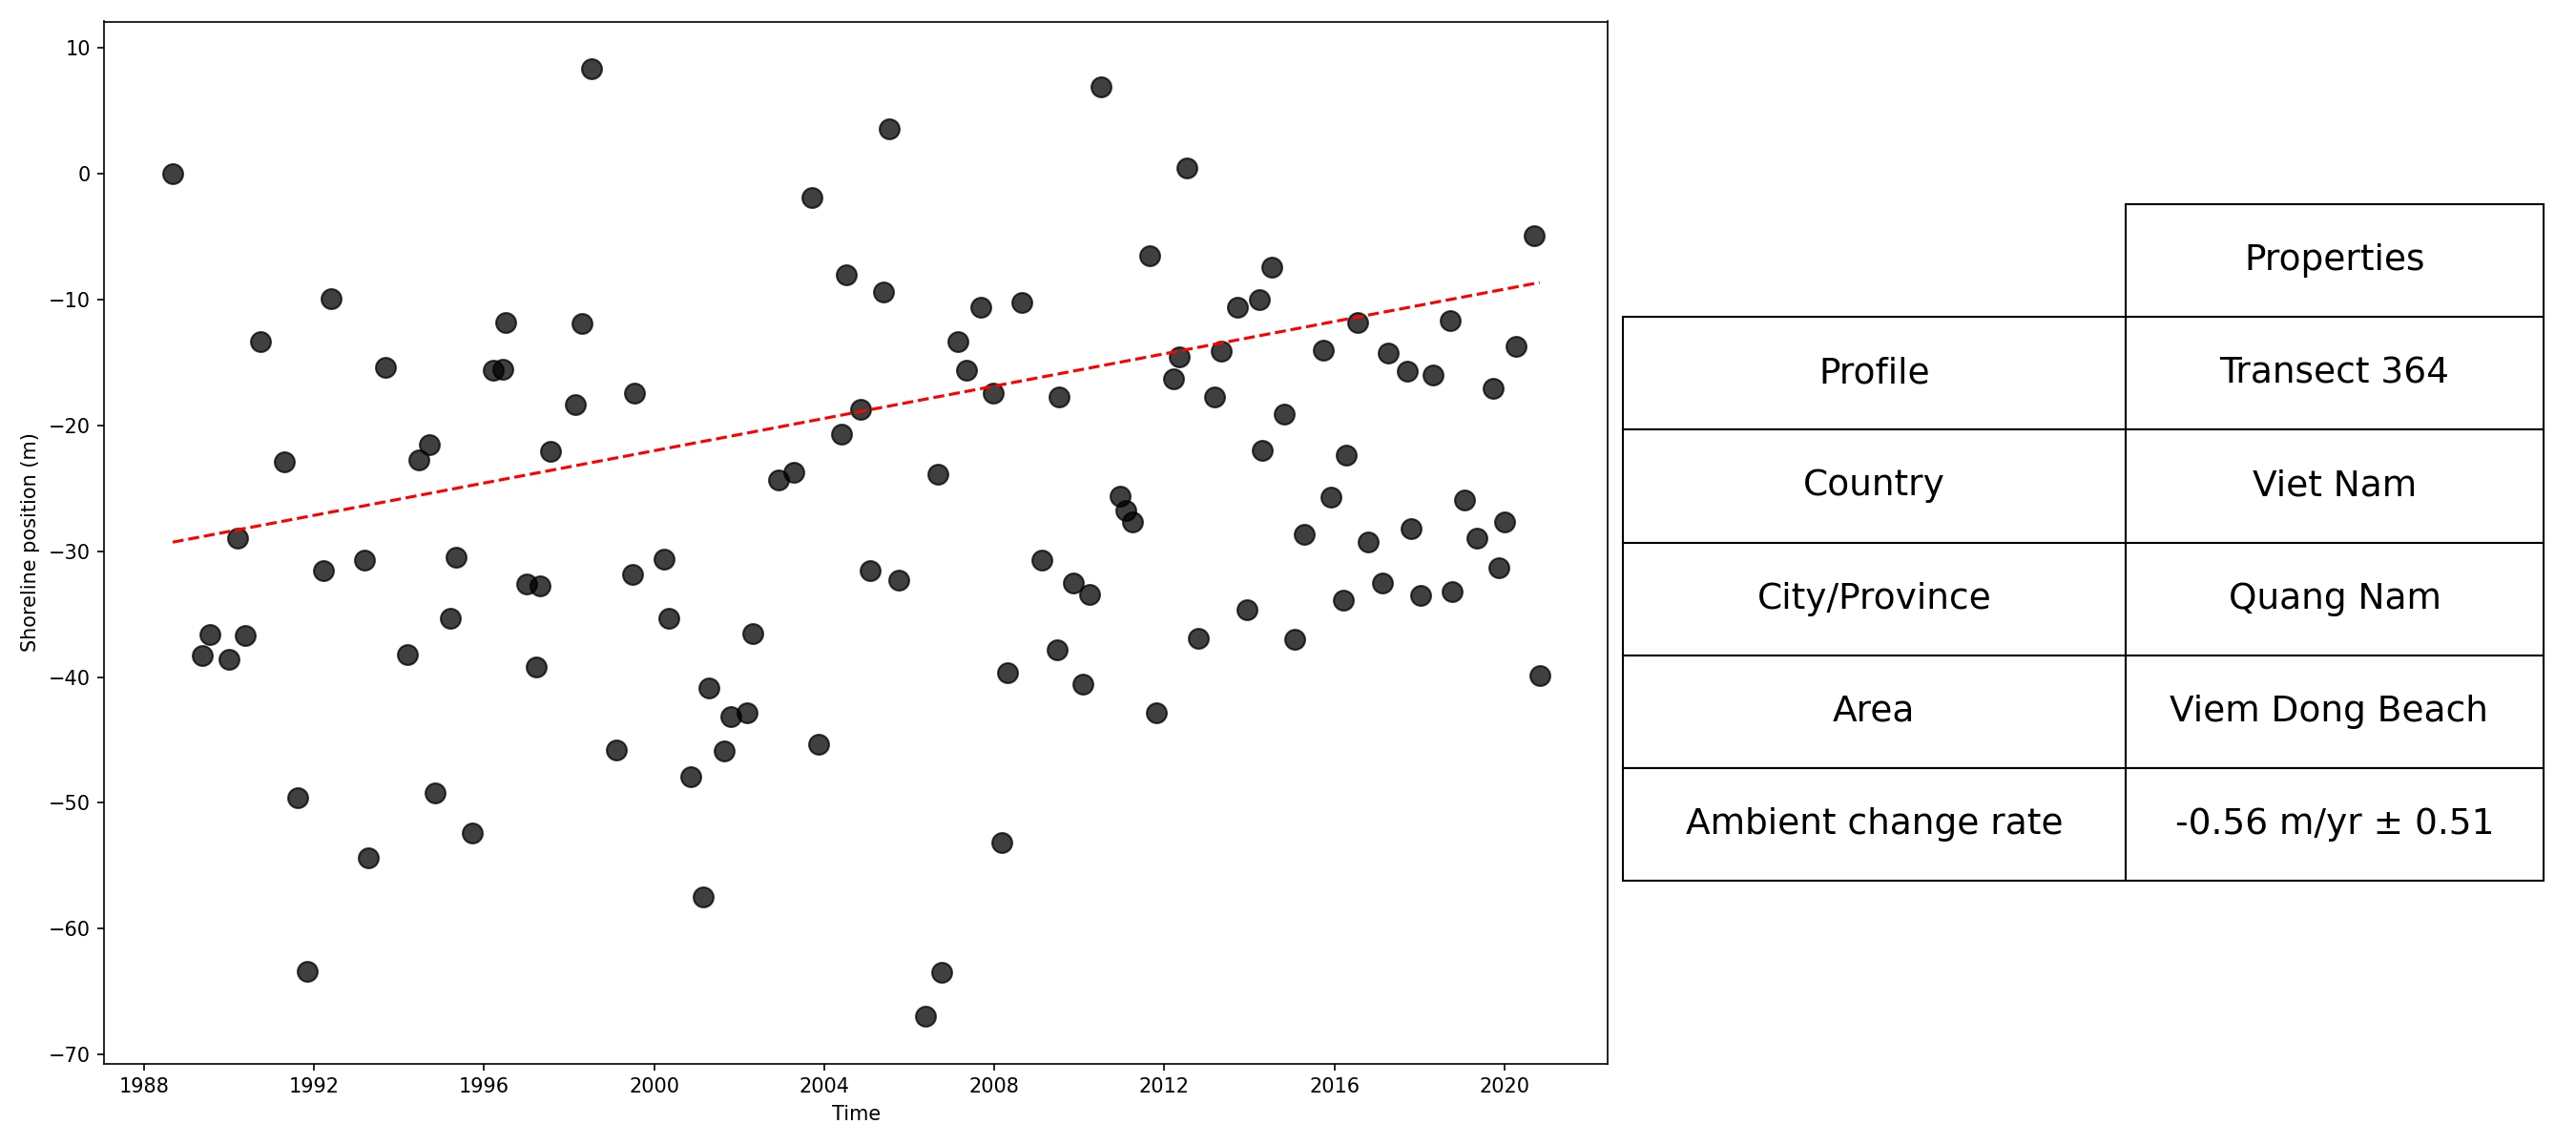 10
0
−10
−20
−30
−40
−50
−60
−70
Shoreline position (m)
1988 1992 1996 2000 2004 2008 2012 2016 2020
Time
Properties
Profile Transect 364
Country Viet Nam
City/Province Quang Nam
Area Viem Dong Beach
Ambient change rate -0.56 m/yr ± 0.51